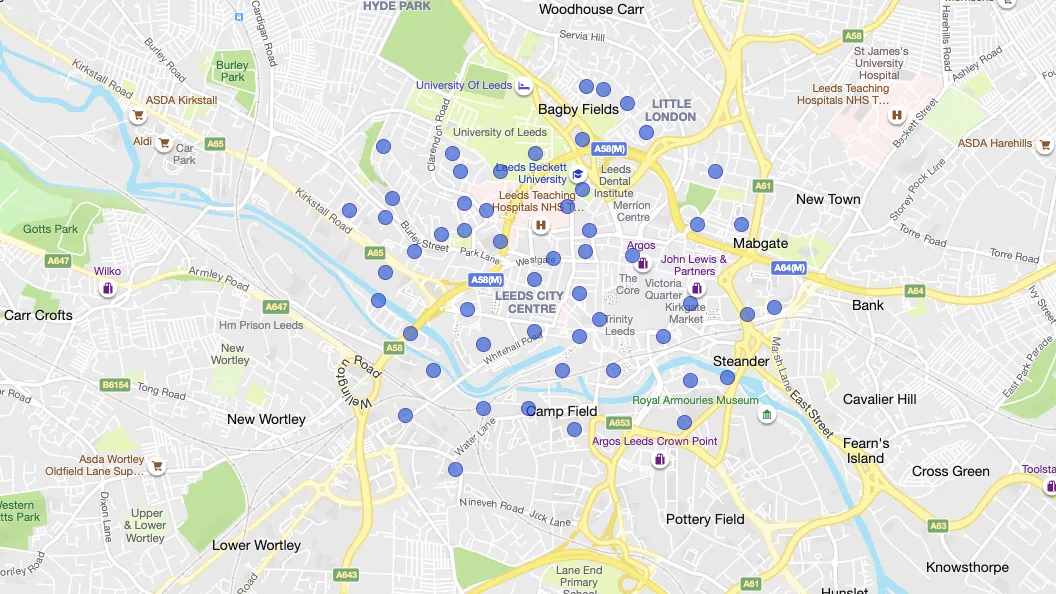 HYDE PARK
Woodhouse Carr
Servia Hill
A58
Harehills Road
Cardigan Road
Burley Road
Burley
Park
Kirkstall Road
St James's
University
Hospital
Ashley Road
University Of Leeds
Leeds Teaching
Hospitals NHS T…
ASDA Kirkstall
Bagby Fields
LITTLE
LONDON
Clarendon Road
Beckett Street
University of Leeds
Aldi
Car
Park
A65
A58(M)
ASDA Harehills
Leeds Beckett
University
Leeds
Dental
Institute
A61
Storey Rock Line
Leeds Teaching
Hospitals NHS T…
Merrion
Centre
New Town
Kirkstall Road
Gotts Park
Burley Street
Torre Road
Torre Road
A65
Park Lane
Westgate
Argos
Mabgate
A647
John Lewis &
Partners
A64(M)
Wilko
Armley Road
A58(M)
The
Core
Victoria
Quarter
A64
Ivy Street
LEEDS CITY
CENTRE
Kirkgate
Market
Bank
A647
Carr Crofts
Hm Prison Leeds
Trinity
Leeds
Whitehall Road
Marsh Lane
New
Wortley
A58
Steander
Wellington
Road
East Park Parade
B6154
Tong Road
East Street
Royal Armouries Museum
Cavalier Hill
New Wortley
Camp Field
A653
Water Lane
Argos Leeds Crown Point
Fearn's
Island
Asda Wortley
Oldfield Lane Sup…
Cross Green
Dixon Lane
Nineveh Road
Jack Lane
Upper
& Lower
Wortley
Pottery Field
A63
Lower Wortley
Knowsthorpe
A643
Lane End
Primary
School
A61
Hunslet